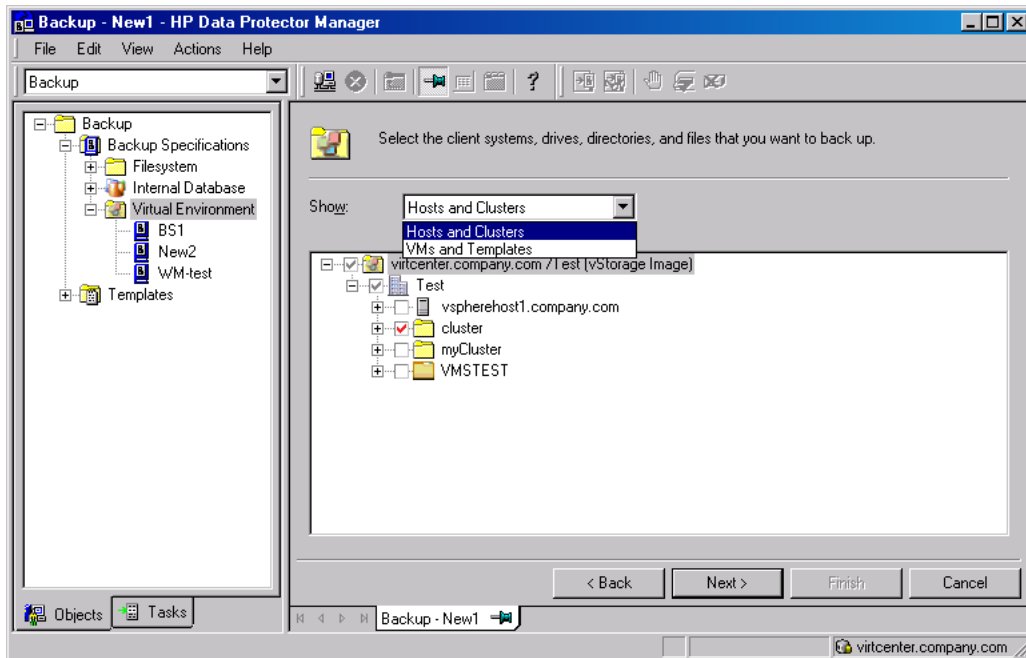 Backup - New1 - HP Data Protector Manager
File Edit View Actions Help
Backup
Backup
Backup Specifications
Filesystem
Internal Database
Virtual Environment
BS1
New2
WM-test
Templates
Objects
Tasks
Select the client systems, drives, directories, and files that you want to back up.
Show:
Hosts and Clusters
Hosts and Clusters
VMs and Templates
virtcenter.company.com /Test [vStorage Image]
Test
vspherehost1.company.com
cluster
myCluster
VMSTEST
< Back
Next >
Finish
Cancel
Backup - New1
virtcenter.company.com